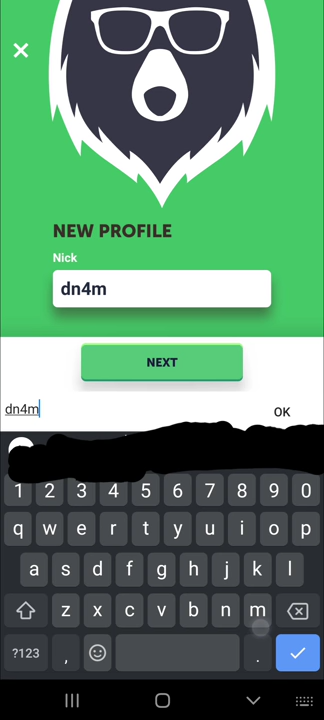 NEW PROFILE
Nick
dn4m
NEXT
dn4m
OK
1 2 3 4 5 6 7 8 9 0
q w e r t y u i o p
a s d f g h j k l
z x c v b n m
?123 , .